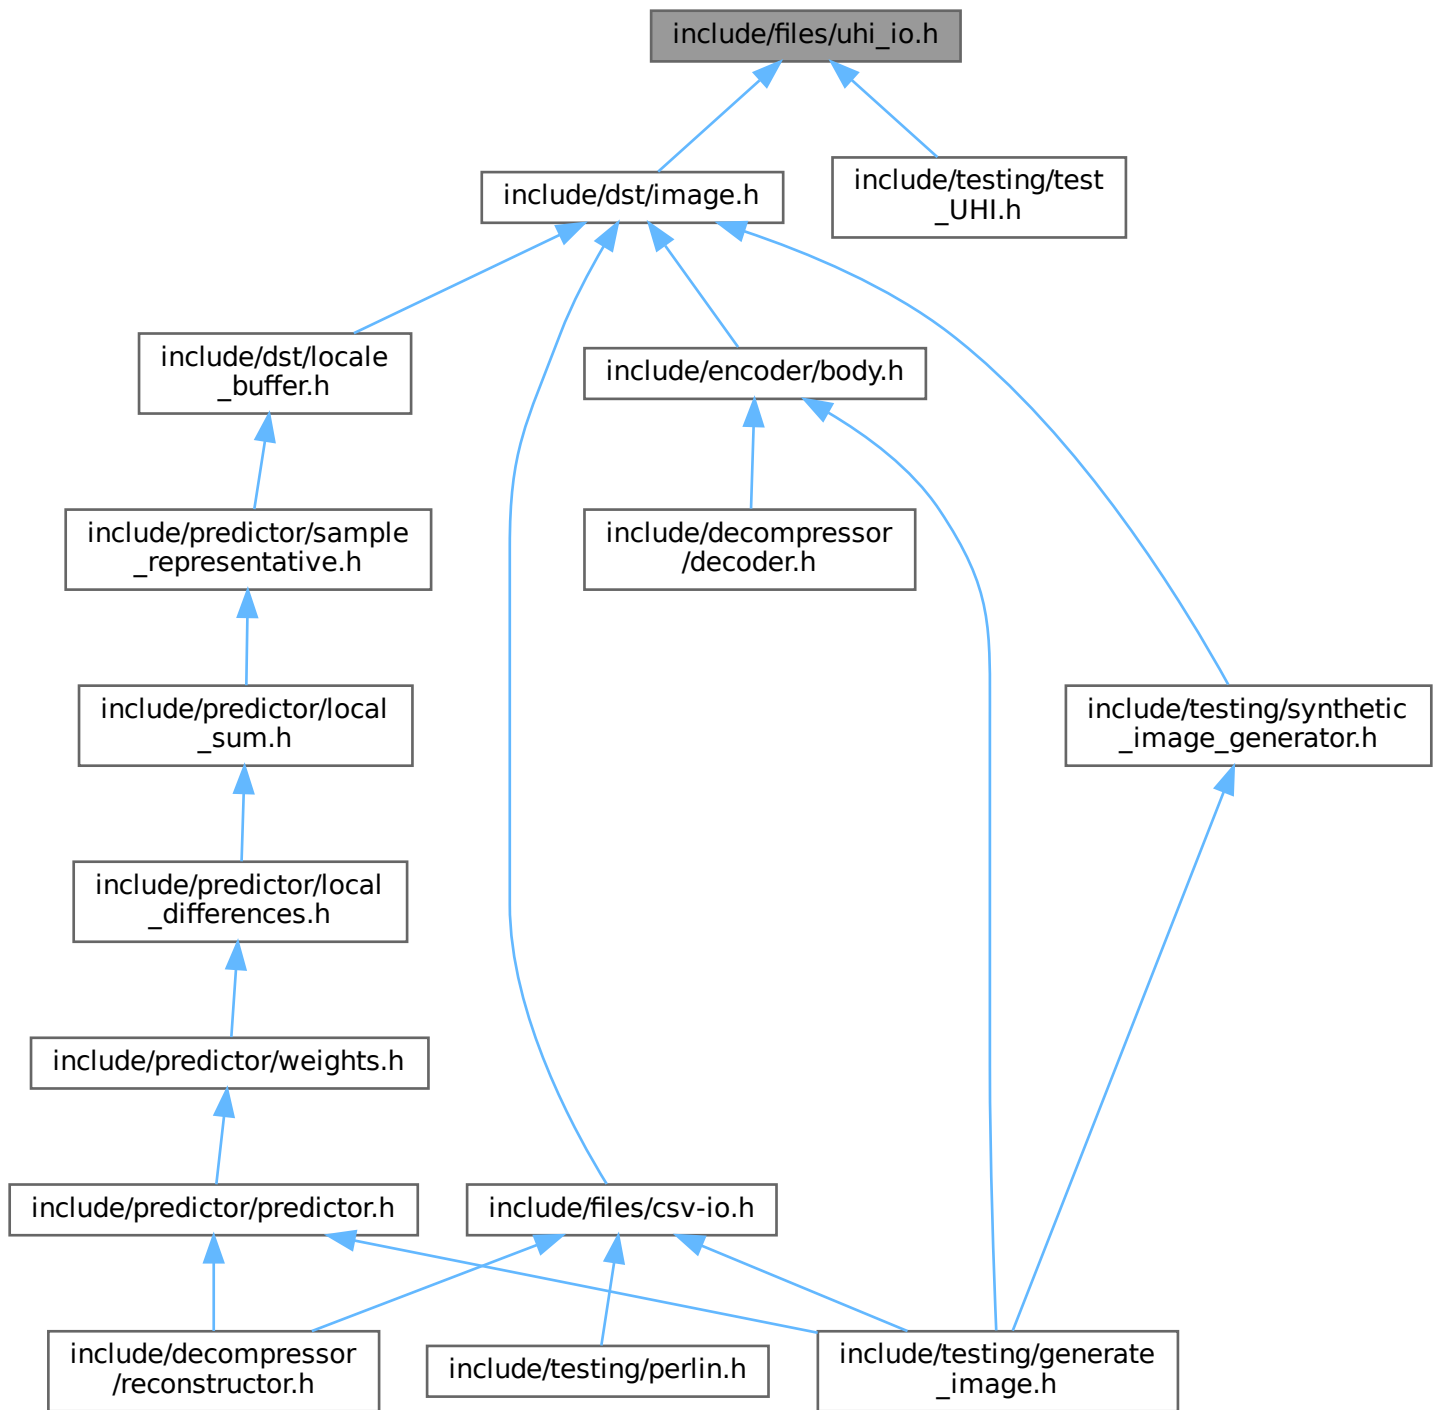 include/files/uhi_io.h
include/dst/image.h
include/testing/test
_UHI.h
include/dst/locale
_buffer.h
include/encoder/body.h
include/predictor/sample
_representative.h
include/decompressor
/decoder.h
include/predictor/local
_sum.h
include/testing/synthetic
_image_generator.h
include/predictor/local
_differences.h
include/predictor/weights.h
include/predictor/predictor.h
include/files/csv-io.h
include/decompressor
/reconstructor.h
include/testing/perlin.h
include/testing/generate
_image.h